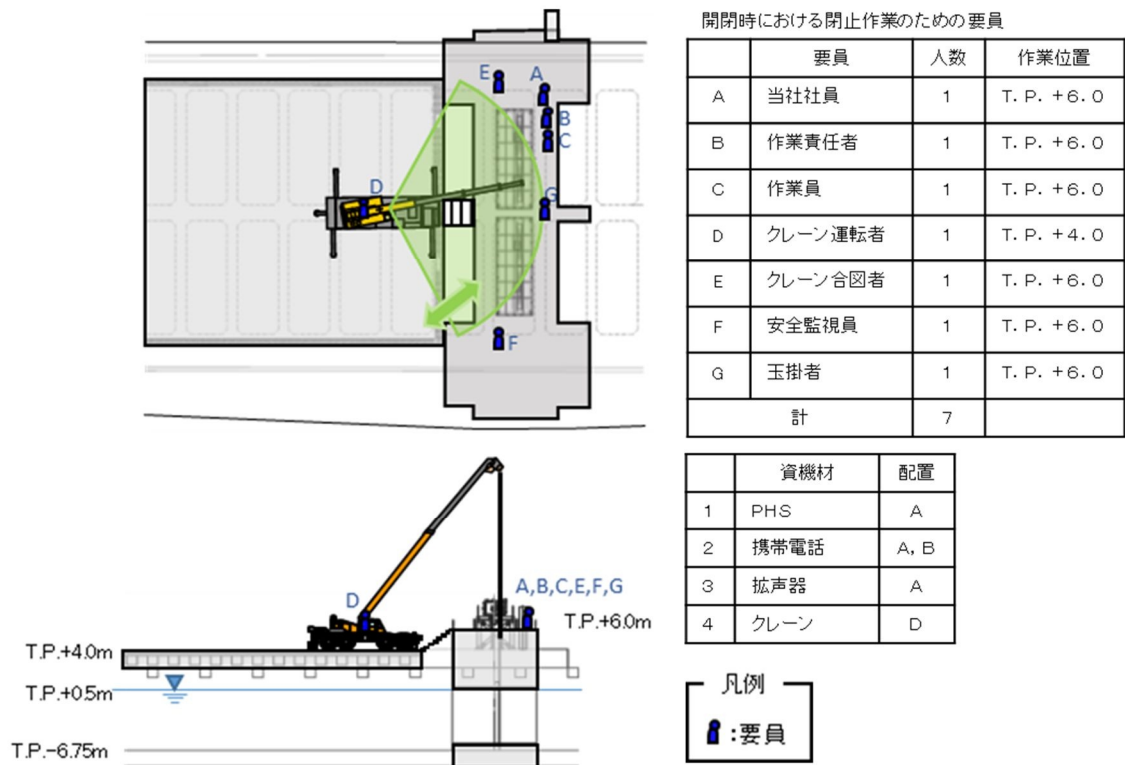 開閉時における閉止作業のための要員
要員 人数 作業位置
A 当社社員 1 T.P.+6.0
B 作業責任者 1 T.P.+6.0
C 作業員 1 T.P.+6.0
D クレーン運転者 1 T.P.+4.0
E クレーン合図者 1 T.P.+6.0
F 安全監視員 1 T.P.+6.0
G 玉掛者 1 T.P.+6.0
計 7
資機材 配置
1 PHS A
2 携帯電話 A,B
3 拡声器 A
4 クレーン D
凡例
:要員
E
A
B
C
D
G
F
D
A,B,C,E,F,G
T.P.+6.0m
T.P.+4.0m
T.P.+0.5m
T.P.-6.75m